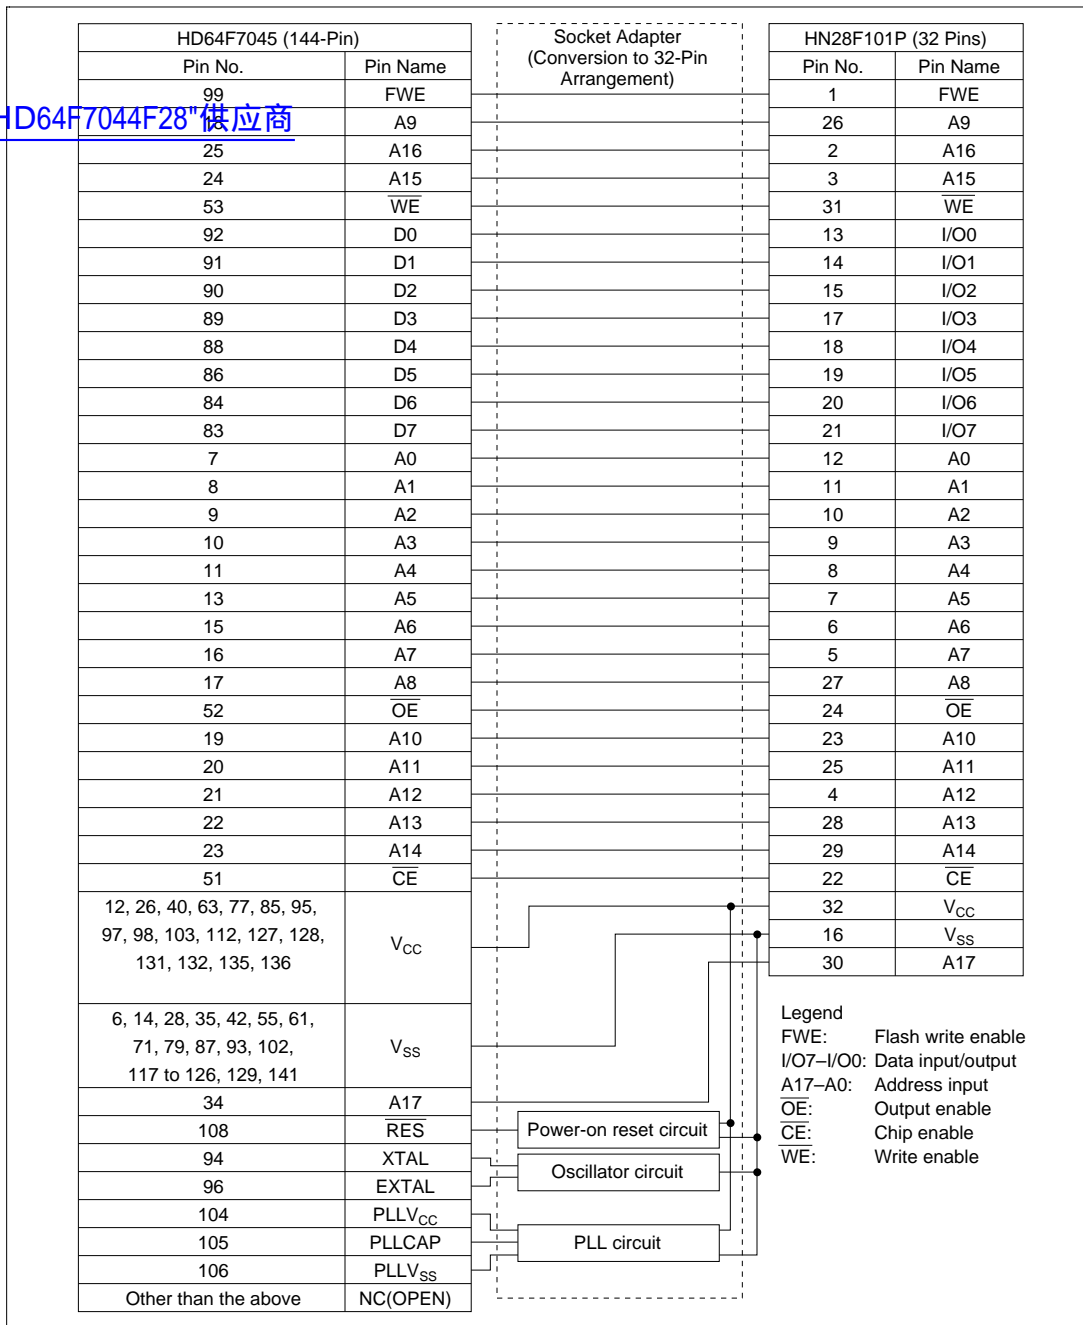 HD64F7045 (144-Pin) Socket Adapter HN28F101P (32 Pins)
(Conversion to 32-Pin
Pin No. Pin Name Arrangement) Pin No. Pin Name
99 FWE 1 FWE
HD64F7044F28"供应商
A9 26 A9
25 A16 2 A16
24 A15 3 A15
53 W̅E̅ 31 W̅E̅
92 D0 13 I/O0
91 D1 14 I/O1
90 D2 15 I/O2
89 D3 17 I/O3
88 D4 18 I/O4
86 D5 19 I/O5
84 D6 20 I/O6
83 D7 21 I/O7
7 A0 12 A0
8 A1 11 A1
9 A2 10 A2
10 A3 9 A3
11 A4 8 A4
13 A5 7 A5
15 A6 6 A6
16 A7 5 A7
17 A8 27 A8
52 O̅E̅ 24 O̅E̅
19 A10 23 A10
20 A11 25 A11
21 A12 4 A12
22 A13 28 A13
23 A14 29 A14
51 C̅E̅ 22 C̅E̅
12, 26, 40, 63, 77, 85, 95,
97, 98, 103, 112, 127, 128,
131, 132, 135, 136
VCC
32 VCC
16 VSS
30 A17
6, 14, 28, 35, 42, 55, 61,
71, 79, 87, 93, 102,
117 to 126, 129, 141
VSS
34 A17
108 R̅E̅S̅ Power-on reset circuit
94 XTAL
Oscillator circuit
96 EXTAL
104 PLLVCC
105 PLLCAP PLL circuit
106 PLLVSS
Other than the above NC(OPEN)
Legend
FWE: Flash write enable
I/O7–I/O0: Data input/output
A17–A0: Address input
O̅E̅: Output enable
C̅E̅: Chip enable
W̅E̅: Write enable